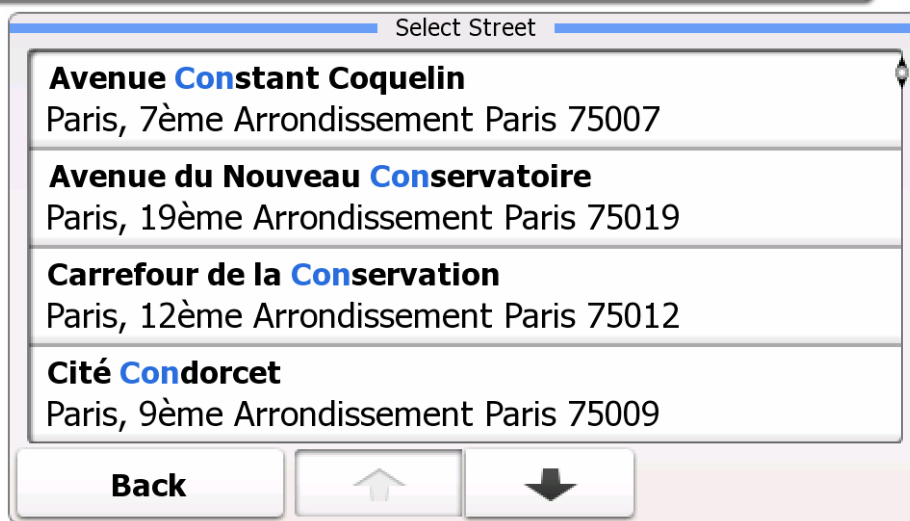 Select Street
Avenue Constant Coquelin
Paris, 7ème Arrondissement Paris 75007
Avenue du Nouveau Conservatoire
Paris, 19ème Arrondissement Paris 75019
Carrefour de la Conservation
Paris, 12ème Arrondissement Paris 75012
Cité Condorcet
Paris, 9ème Arrondissement Paris 75009
Back